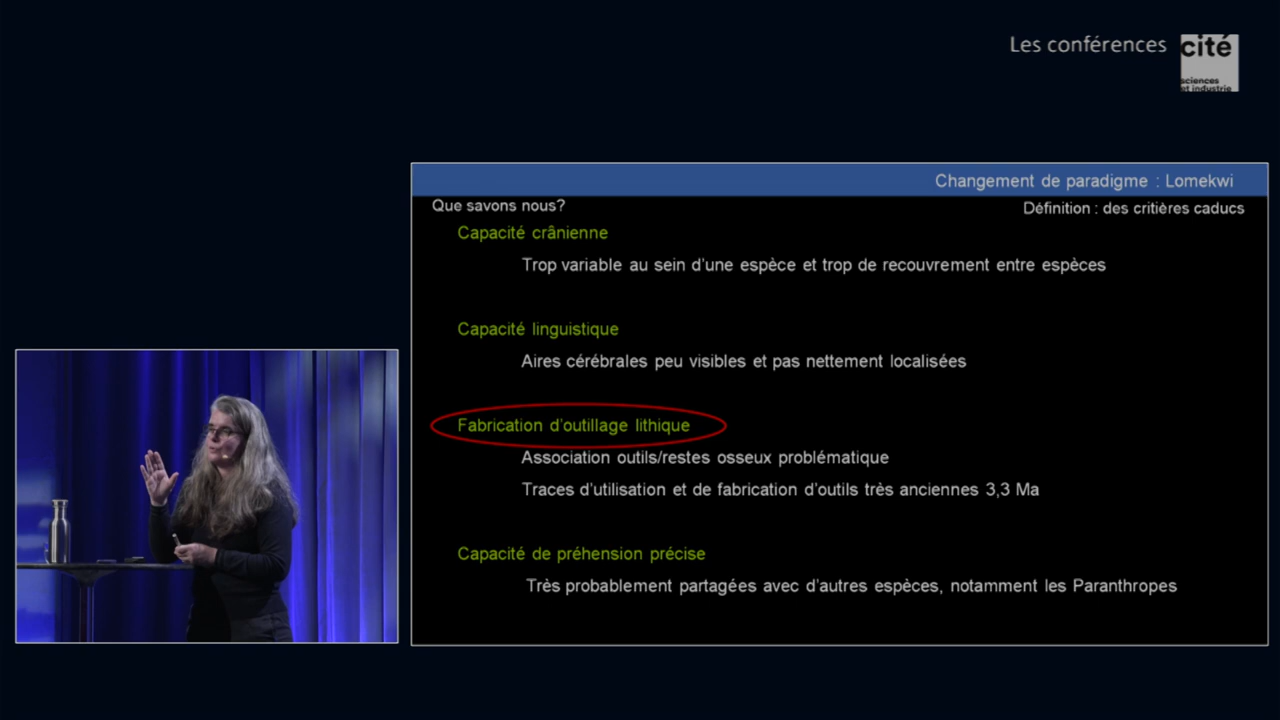 Les conférences
cité
sciences
et industrie
Changement de paradigme : Lomekwi
Que savons nous?
Définition : des critères caducs
Capacité crânienne
Trop variable au sein d'une espèce et trop de recouvrement entre espèces
Capacité linguistique
Aires cérébrales peu visibles et pas nettement localisées
Fabrication d'outillage lithique
Association outils/restes osseux problématique
Traces d'utilisation et de fabrication d'outils très anciennes 3,3 Ma
Capacité de préhension précise
Très probablement partagées avec d'autres espèces, notamment les Paranthropes